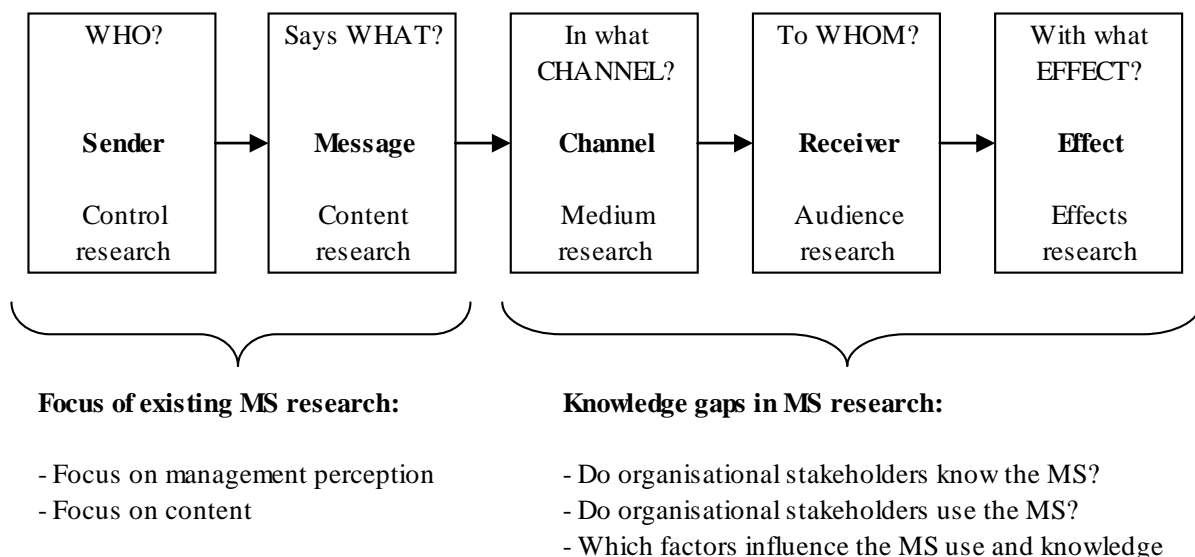 WHO?
Sender
Control
research
Says WHAT?
Message
Content
research
In what
CHANNEL?
Channel
Medium
research
To WHOM?
Receiver
Audience
research
With what
EFFECT?
Effect
Effects
research
Focus of existing MS research:
- Focus on management perception
- Focus on content
Knowledge gaps in MS research:
- Do organisational stakeholders know the MS?
- Do organisational stakeholders use the MS?
- Which factors influence the MS use and knowledge